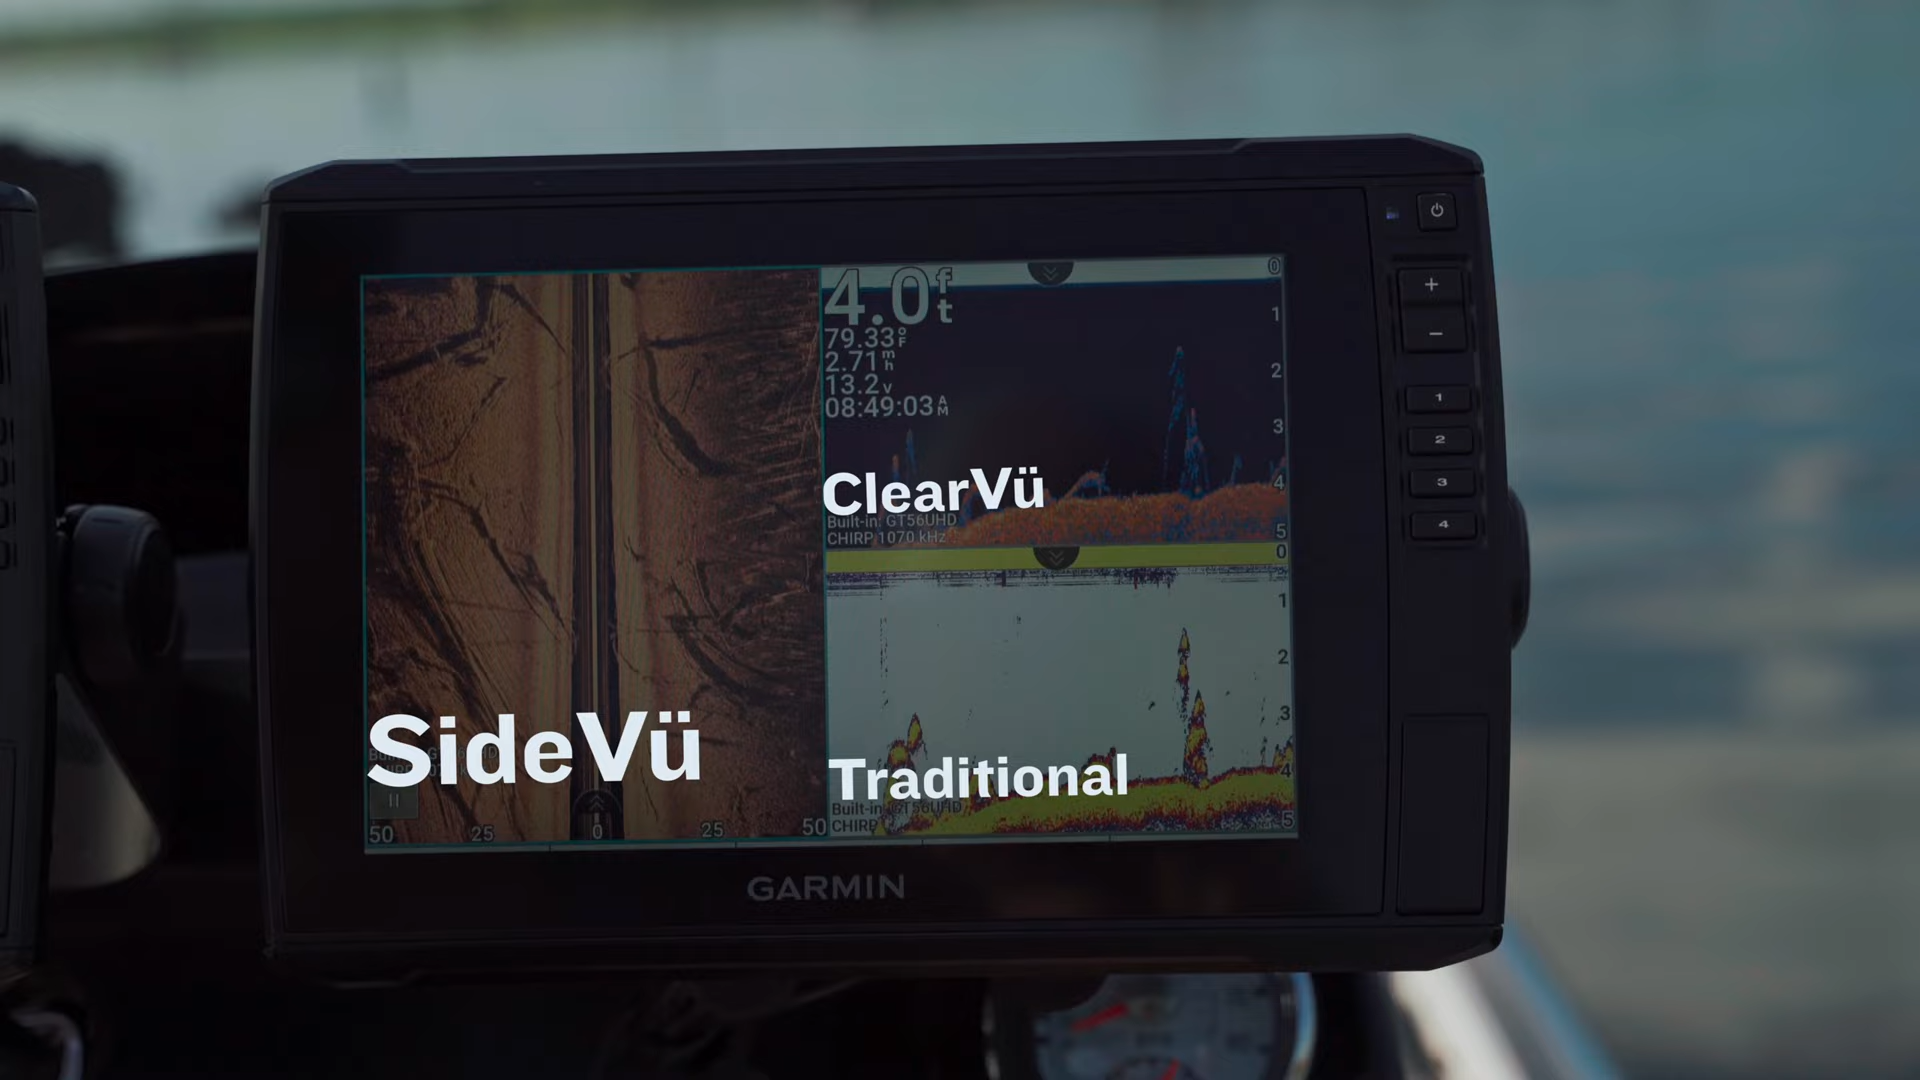 4.0ft
79.33°F
2.71mh
13.2v
08:49:03AM
0
1
2
3
4
5
ClearVü
Built-in: GT56UHD
CHIRP 1070 kHz
0
1
2
3
4
5
Traditional
Built-in: GT56UHD
CHIRP
SideVü
50 25 0 25 50
GARMIN
+
-
1
2
3
4